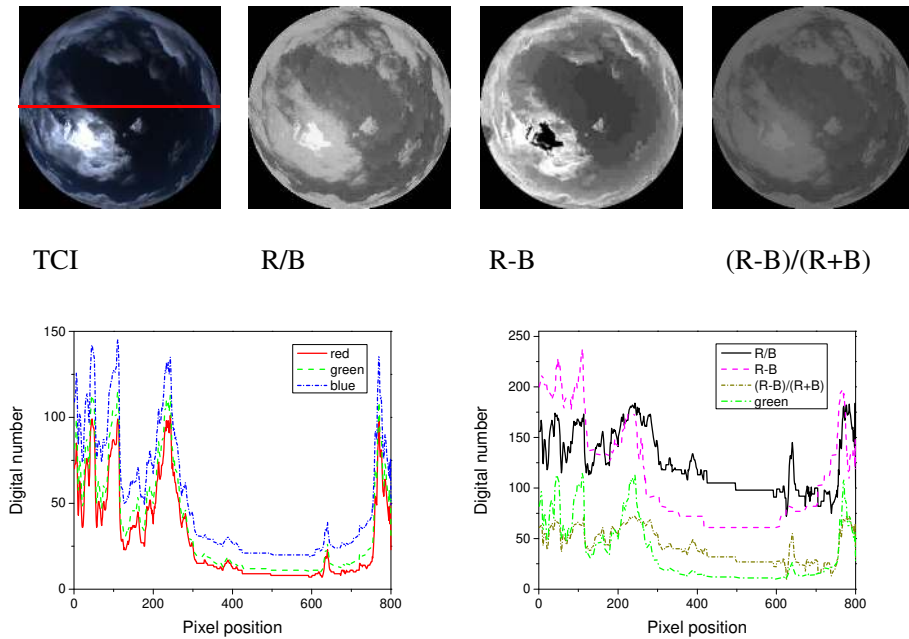 TCI R/B R-B (R-B)/(R+B)
150
100
50
0
Digital number
red
green
blue
0 200 400 600 800
Pixel position
250
200
150
100
50
0
Digital number
R/B
R-B
(R-B)/(R+B)
green
0 200 400 600 800
Pixel position